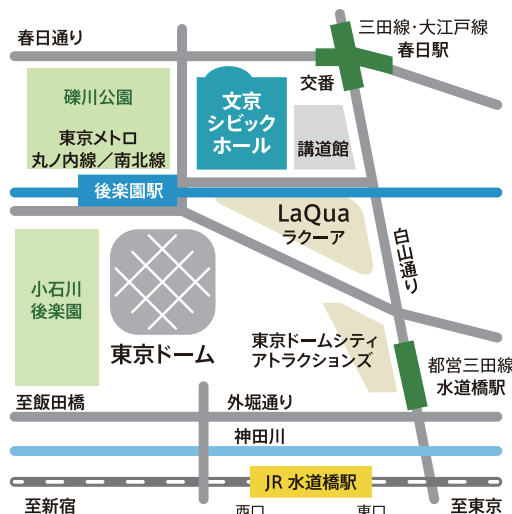 三田線・大江戸線
春日駅
春日通り
交番
礫川公園
文京
シビック
ホール
東京メトロ
丸ノ内線／南北線
講道館
後楽園駅
LaQua
ラクーア
白山通り
小石川
後楽園
東京ドーム
東京ドームシティ
アトラクションズ
都営三田線
水道橋駅
至飯田橋
外堀通り
神田川
JR 水道橋駅
至新宿
西口
東口
至東京